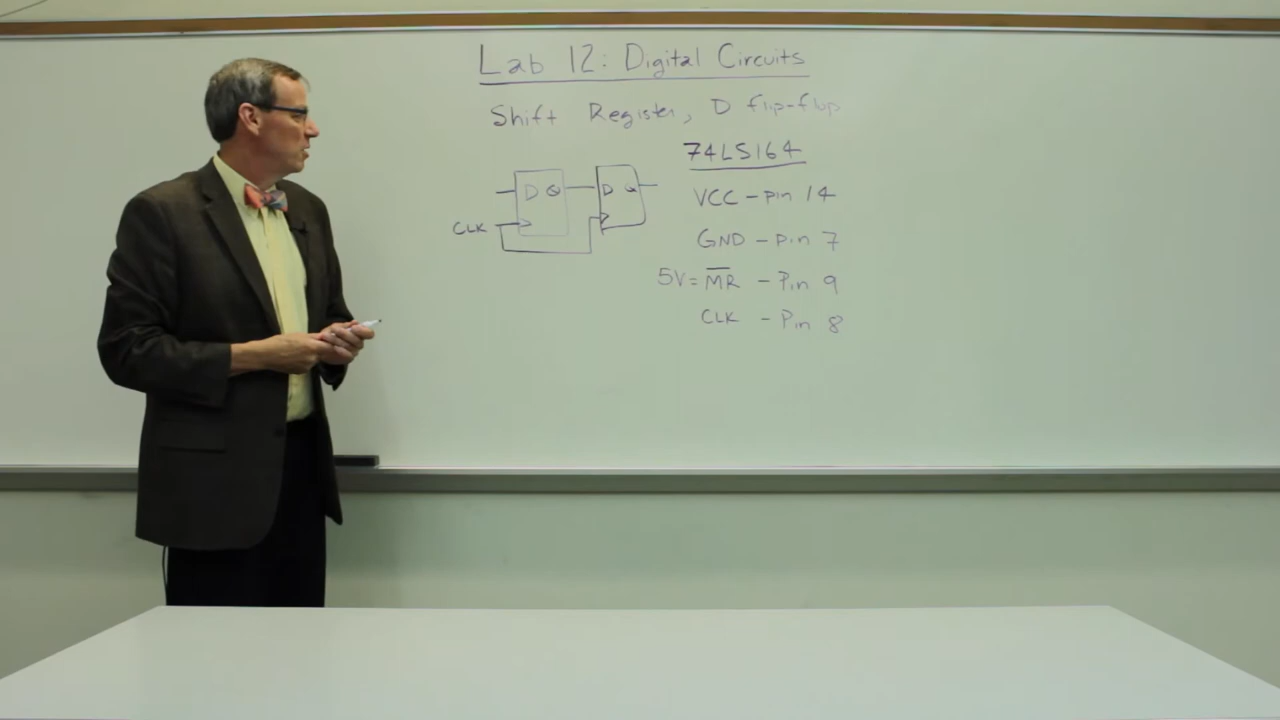 Lab 12: Digital Circuits
Shift Register, D flip-flop
74LS164
D Q D Q
VCC - pin 14
CLK
GND - pin 7
5V = M̅R̅ - Pin 9
CLK - Pin 8